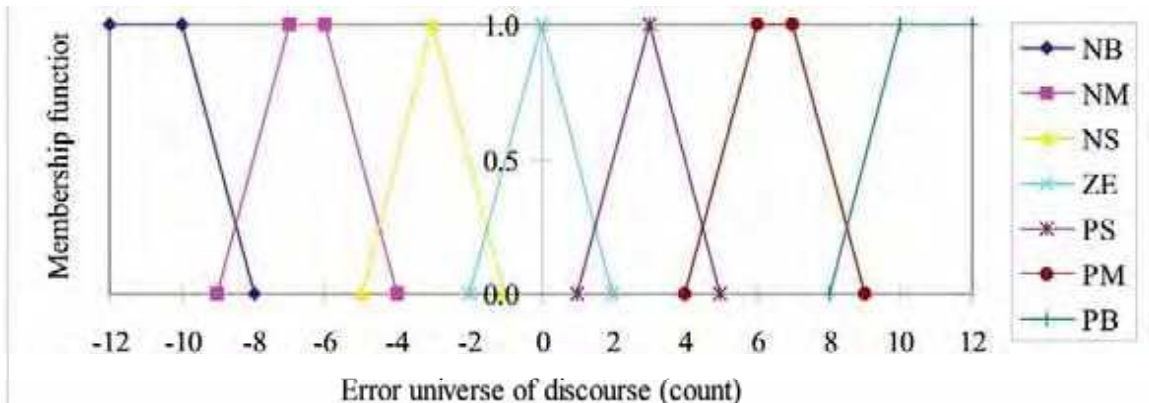 Membership functior
1.0
0.5
0.0
-12 -10 -8 -6 -4 -2 0 2 4 6 8 10 12
Error universe of discourse (count)
NB
NM
NS
ZE
PS
PM
PB